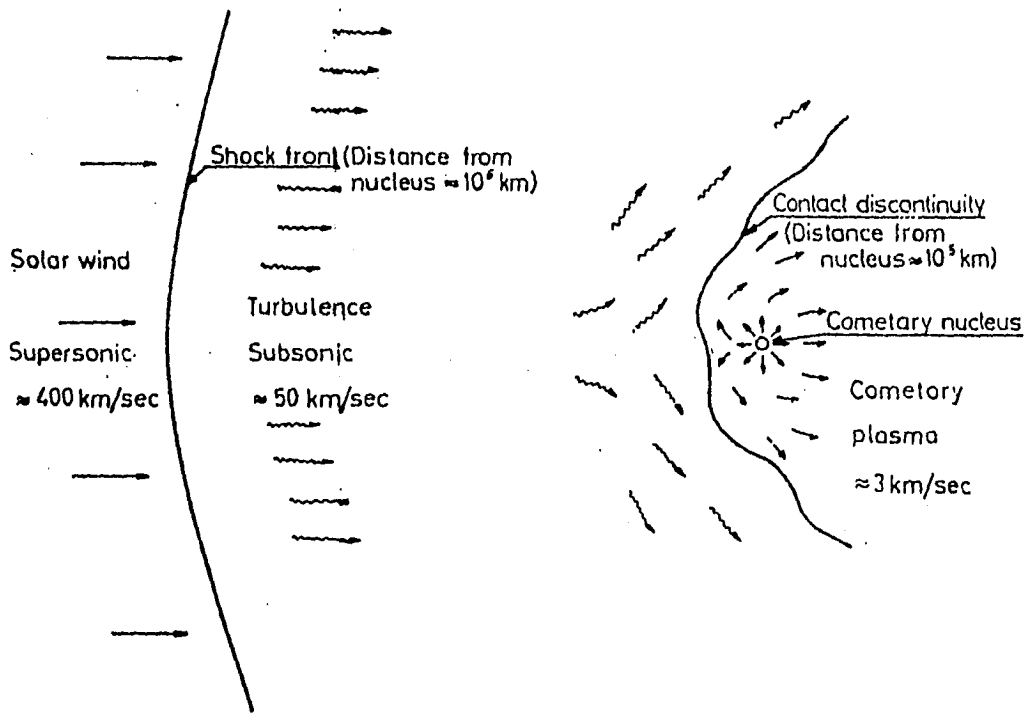 Shock front (Distance from
nucleus ≈ 10⁶ km)
Solar wind
Turbulence
Supersonic
Subsonic
≈ 400 km/sec
≈ 50 km/sec
Contact discontinuity
(Distance from
nucleus ≈ 10⁵ km)
Cometary nucleus
Cometary
plasma
≈ 3 km/sec